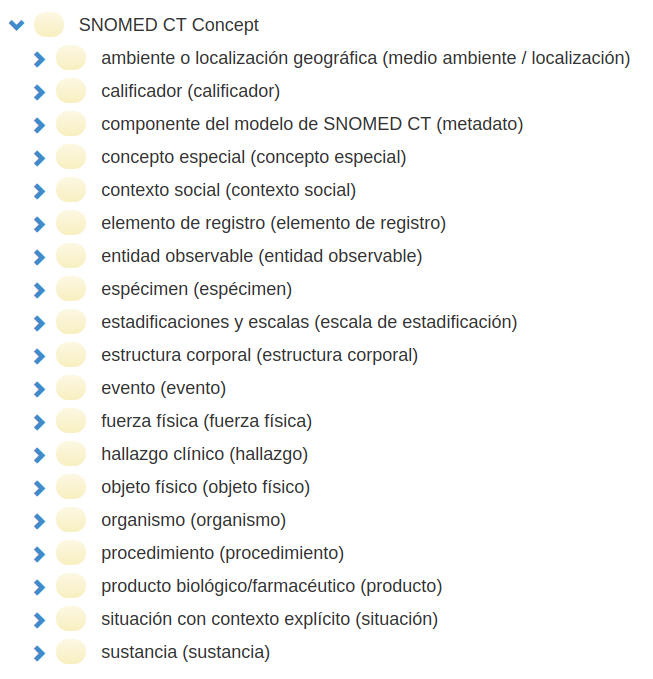 SNOMED CT Concept
ambiente o localización geográfica (medio ambiente / localización)
calificador (calificador)
componente del modelo de SNOMED CT (metadato)
concepto especial (concepto especial)
contexto social (contexto social)
elemento de registro (elemento de registro)
entidad observable (entidad observable)
espécimen (espécimen)
estadificaciones y escalas (escala de estadificación)
estructura corporal (estructura corporal)
evento (evento)
fuerza física (fuerza física)
hallazgo clínico (hallazgo)
objeto físico (objeto físico)
organismo (organismo)
procedimiento (procedimiento)
producto biológico/farmacéutico (producto)
situación con contexto explícito (situación)
sustancia (sustancia)